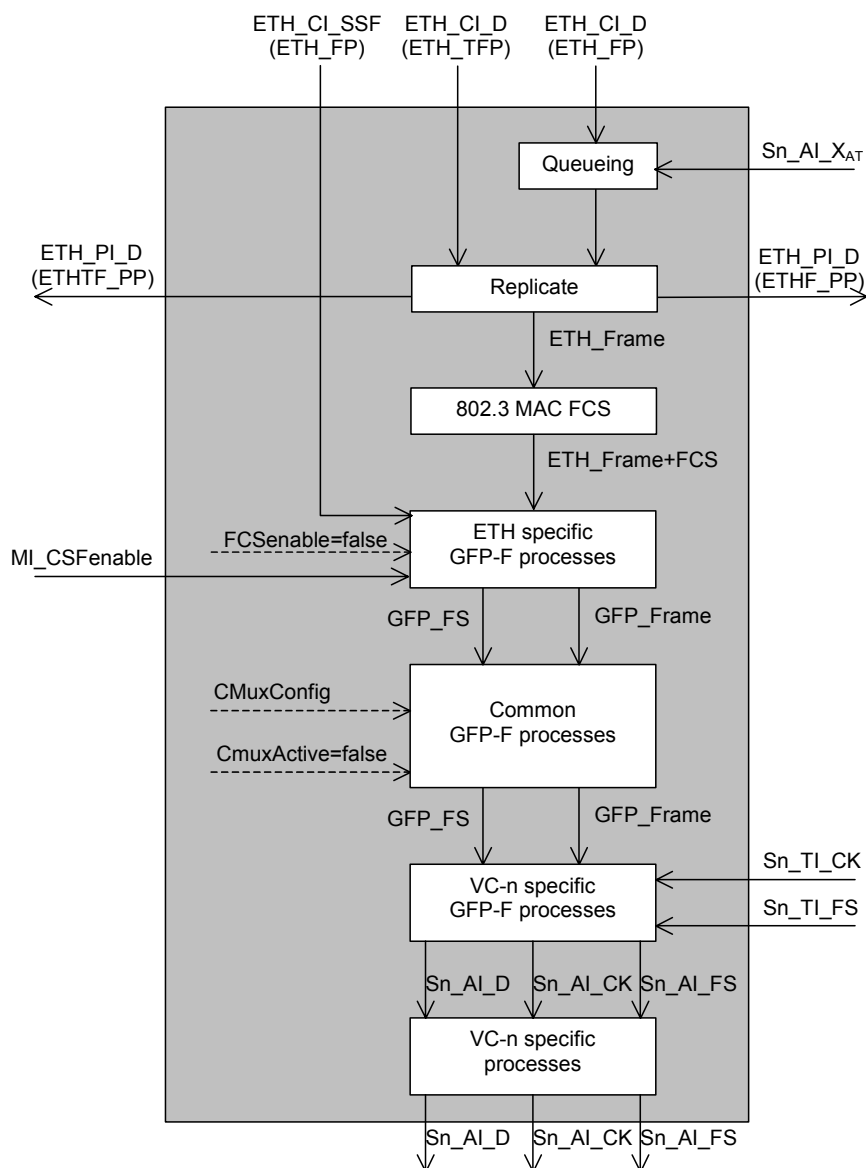 ETH_CI_SSF
(ETH_FP)
ETH_CI_D
(ETH_TFP)
ETH_CI_D
(ETH_FP)
Queueing
Sn_AI_XAT
ETH_PI_D
(ETHTF_PP)
ETH_PI_D
(ETHF_PP)
Replicate
ETH_Frame
802.3 MAC FCS
ETH_Frame+FCS
FCSenable=false
ETH specific
GFP-F processes
MI_CSFenable
GFP_FS
GFP_Frame
CMuxConfig
Common
GFP-F processes
CmuxActive=false
GFP_FS
GFP_Frame
Sn_TI_CK
VC-n specific
GFP-F processes
Sn_TI_FS
Sn_AI_D
Sn_AI_CK
Sn_AI_FS
VC-n specific
processes
Sn_AI_D
Sn_AI_CK
Sn_AI_FS